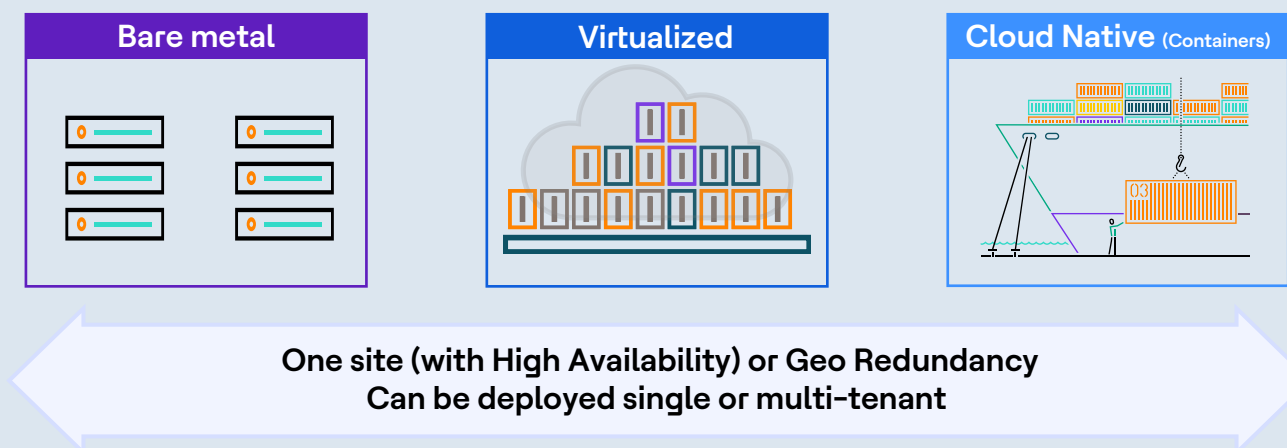 Bare metal
Virtualized
Cloud Native (Containers)
03
One site (with High Availability) or Geo Redundancy
Can be deployed single or multi-tenant